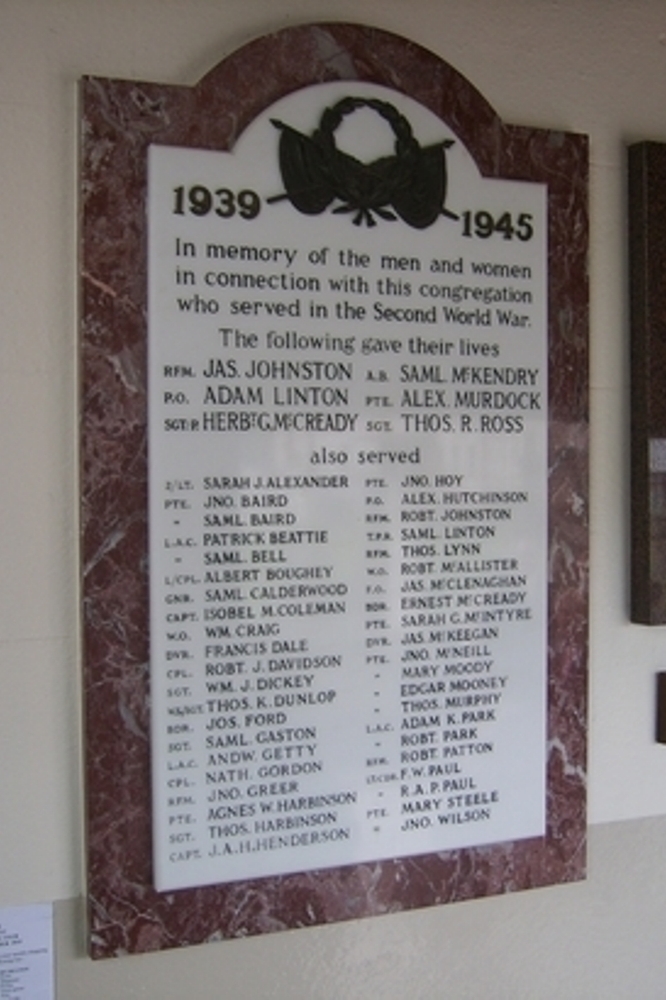 1939 1945
In memory of the men and women
in connection with this congregation
who served in the Second World War.
The following gave their lives
RFM. JAS. JOHNSTON
P.O. ADAM LINTON
SGT. P. HERBT. G. McCREADY
A.B. SAML. McKENDRY
PTE. ALEX. MURDOCK
SGT. THOS. R. ROSS
also served
2/LT. SARAH J. ALEXANDER
PTE. JNO. BAIRD
" SAML. BAIRD
L.A.C. PATRICK BEATTIE
" SAML. BELL
L/CPL. ALBERT BOUGHEY
GNR. SAML. CALDERWOOD
CAPT. ISOBEL M. COLEMAN
W.O. WM. CRAIG
DVR. FRANCIS DALE
CPL. ROBT. J. DAVIDSON
SGT. WM. J. DICKEY
THOS. K. DUNLOP
BDR. JOS. FORD
SGT. SAML. GASTON
L.A.C. ANDW. GETTY
CPL. NATH. GORDON
RFM. JNO. GREER
PTE. AGNES W. HARBINSON
SGT. THOS. HARBINSON
CAPT. J.A.H. HENDERSON
PTE. JNO. HOY
P.O. ALEX. HUTCHINSON
RFM. ROBT. JOHNSTON
T.P.R. SAML. LINTON
RFM. THOS. LYNN
W.O. ROBT. McALLISTER
F.O. JAS. McCLENAGHAN
BDR. ERNEST McCREADY
PTE. SARAH G. McINTYRE
DVR. JAS. McKEEGAN
PTE. JNO. McNEILL
" MARY MOODY
" EDGAR MOONEY
" THOS. MURPHY
L.A.C. ADAM K. PARK
" ROBT. PARK
RFM. ROBT. PATTON
LT/CDR. F.W. PAUL
" R.A.P. PAUL
PTE. MARY STEELE
" JNO. WILSON